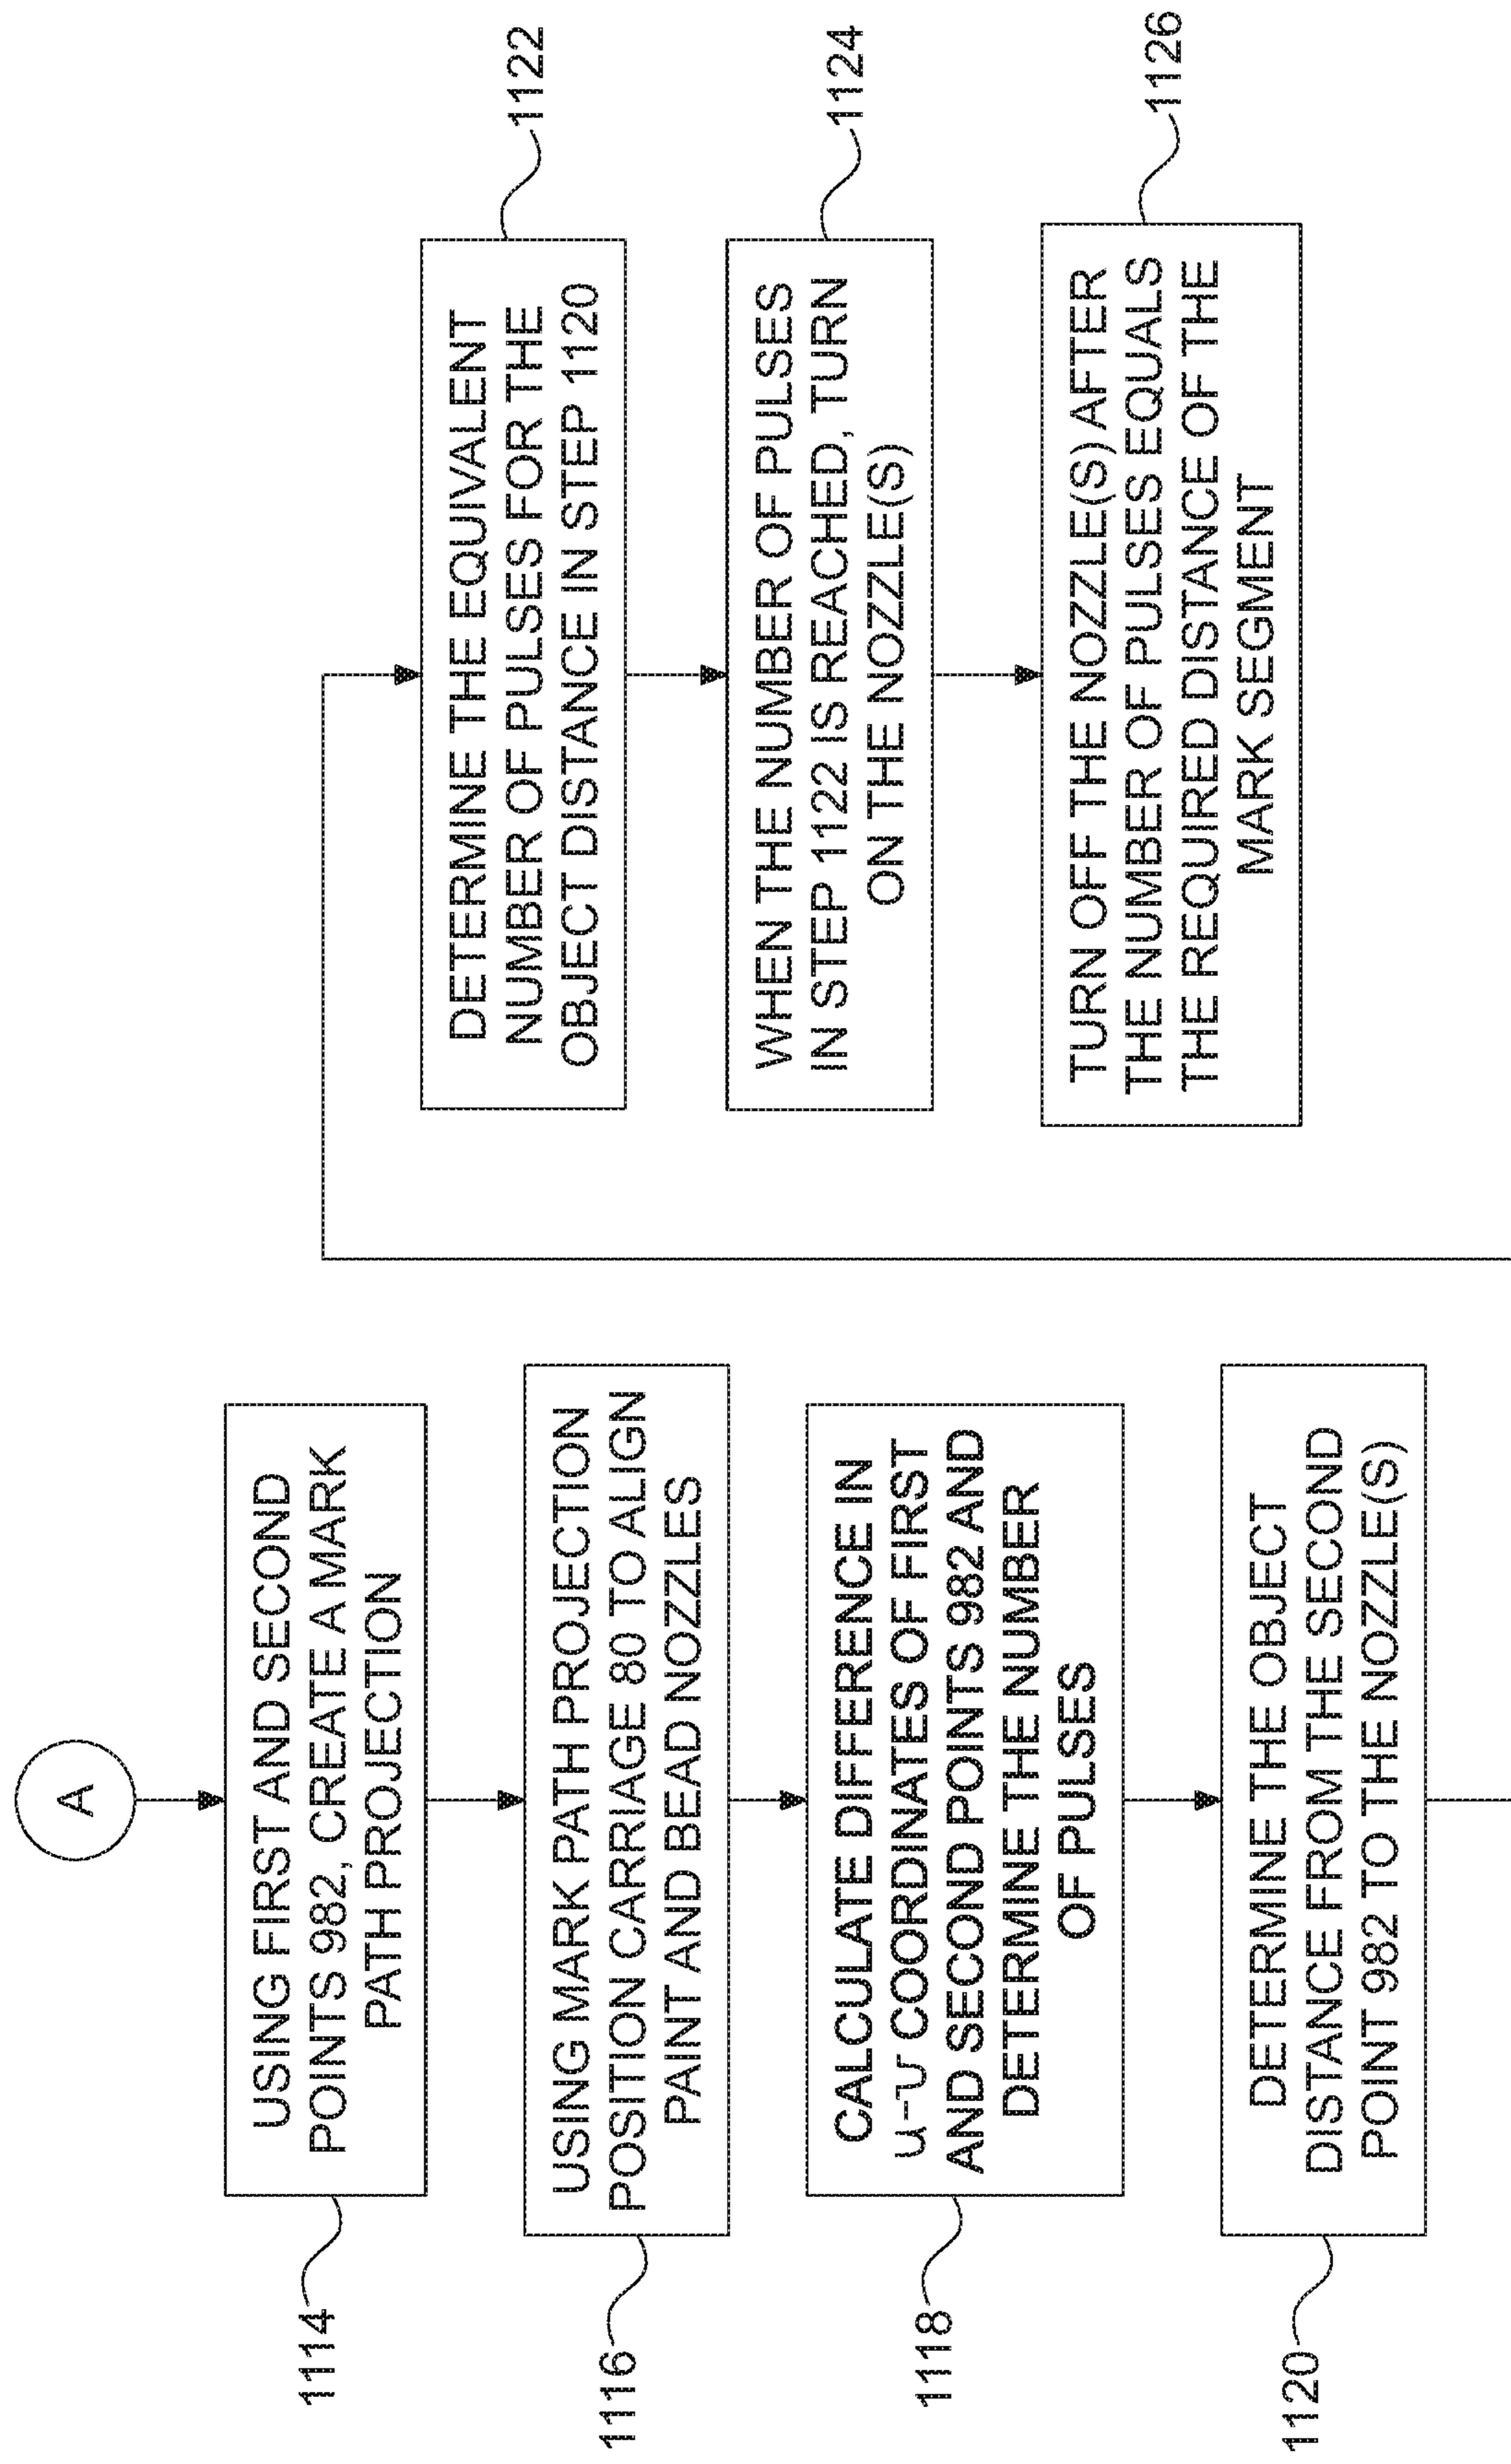 A
USING FIRST AND SECOND
POINTS 982, CREATE A MARK
PATH PROJECTION
1114
USING MARK PATH PROJECTION
POSITION CARRIAGE 80 TO ALIGN
PAINT AND BEAD NOZZLES
1116
CALCULATE DIFFERENCE IN
u-v COORDINATES OF FIRST
AND SECOND POINTS 982 AND
DETERMINE THE NUMBER
OF PULSES
1118
DETERMINE THE OBJECT
DISTANCE FROM THE SECOND
POINT 982 TO THE NOZZLE(S)
1120
DETERMINE THE EQUIVALENT
NUMBER OF PULSES FOR THE
OBJECT DISTANCE IN STEP 1120
1122
WHEN THE NUMBER OF PULSES
IN STEP 1122 IS REACHED, TURN
ON THE NOZZLE(S)
1124
TURN OFF THE NOZZLE(S) AFTER
THE NUMBER OF PULSES EQUALS
THE REQUIRED DISTANCE OF THE
MARK SEGMENT
1126